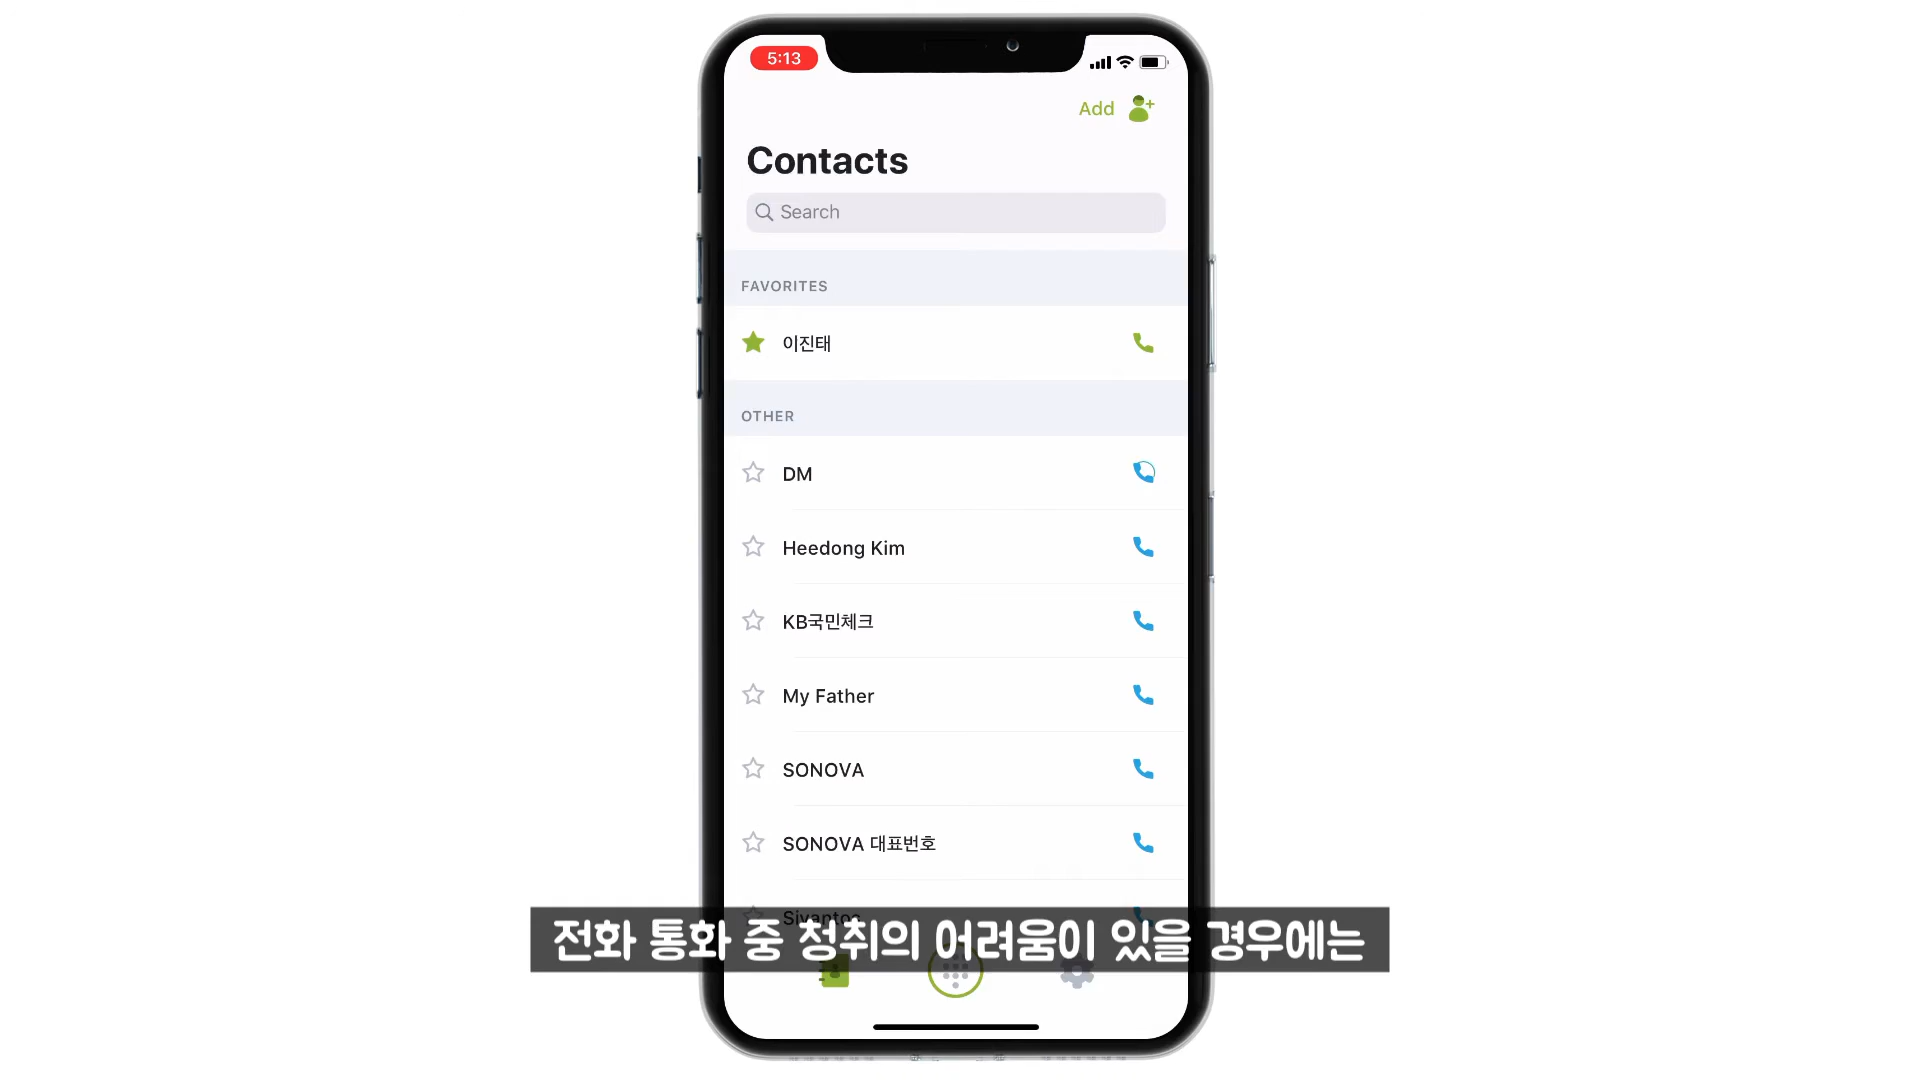 5:13
Add
Contacts
Search
FAVORITES
이진태
OTHER
DM
Heedong Kim
KB국민체크
My Father
SONOVA
SONOVA 대표번호
Sivantos
전화 통화 중 청취의 어려움이 있을 경우에는